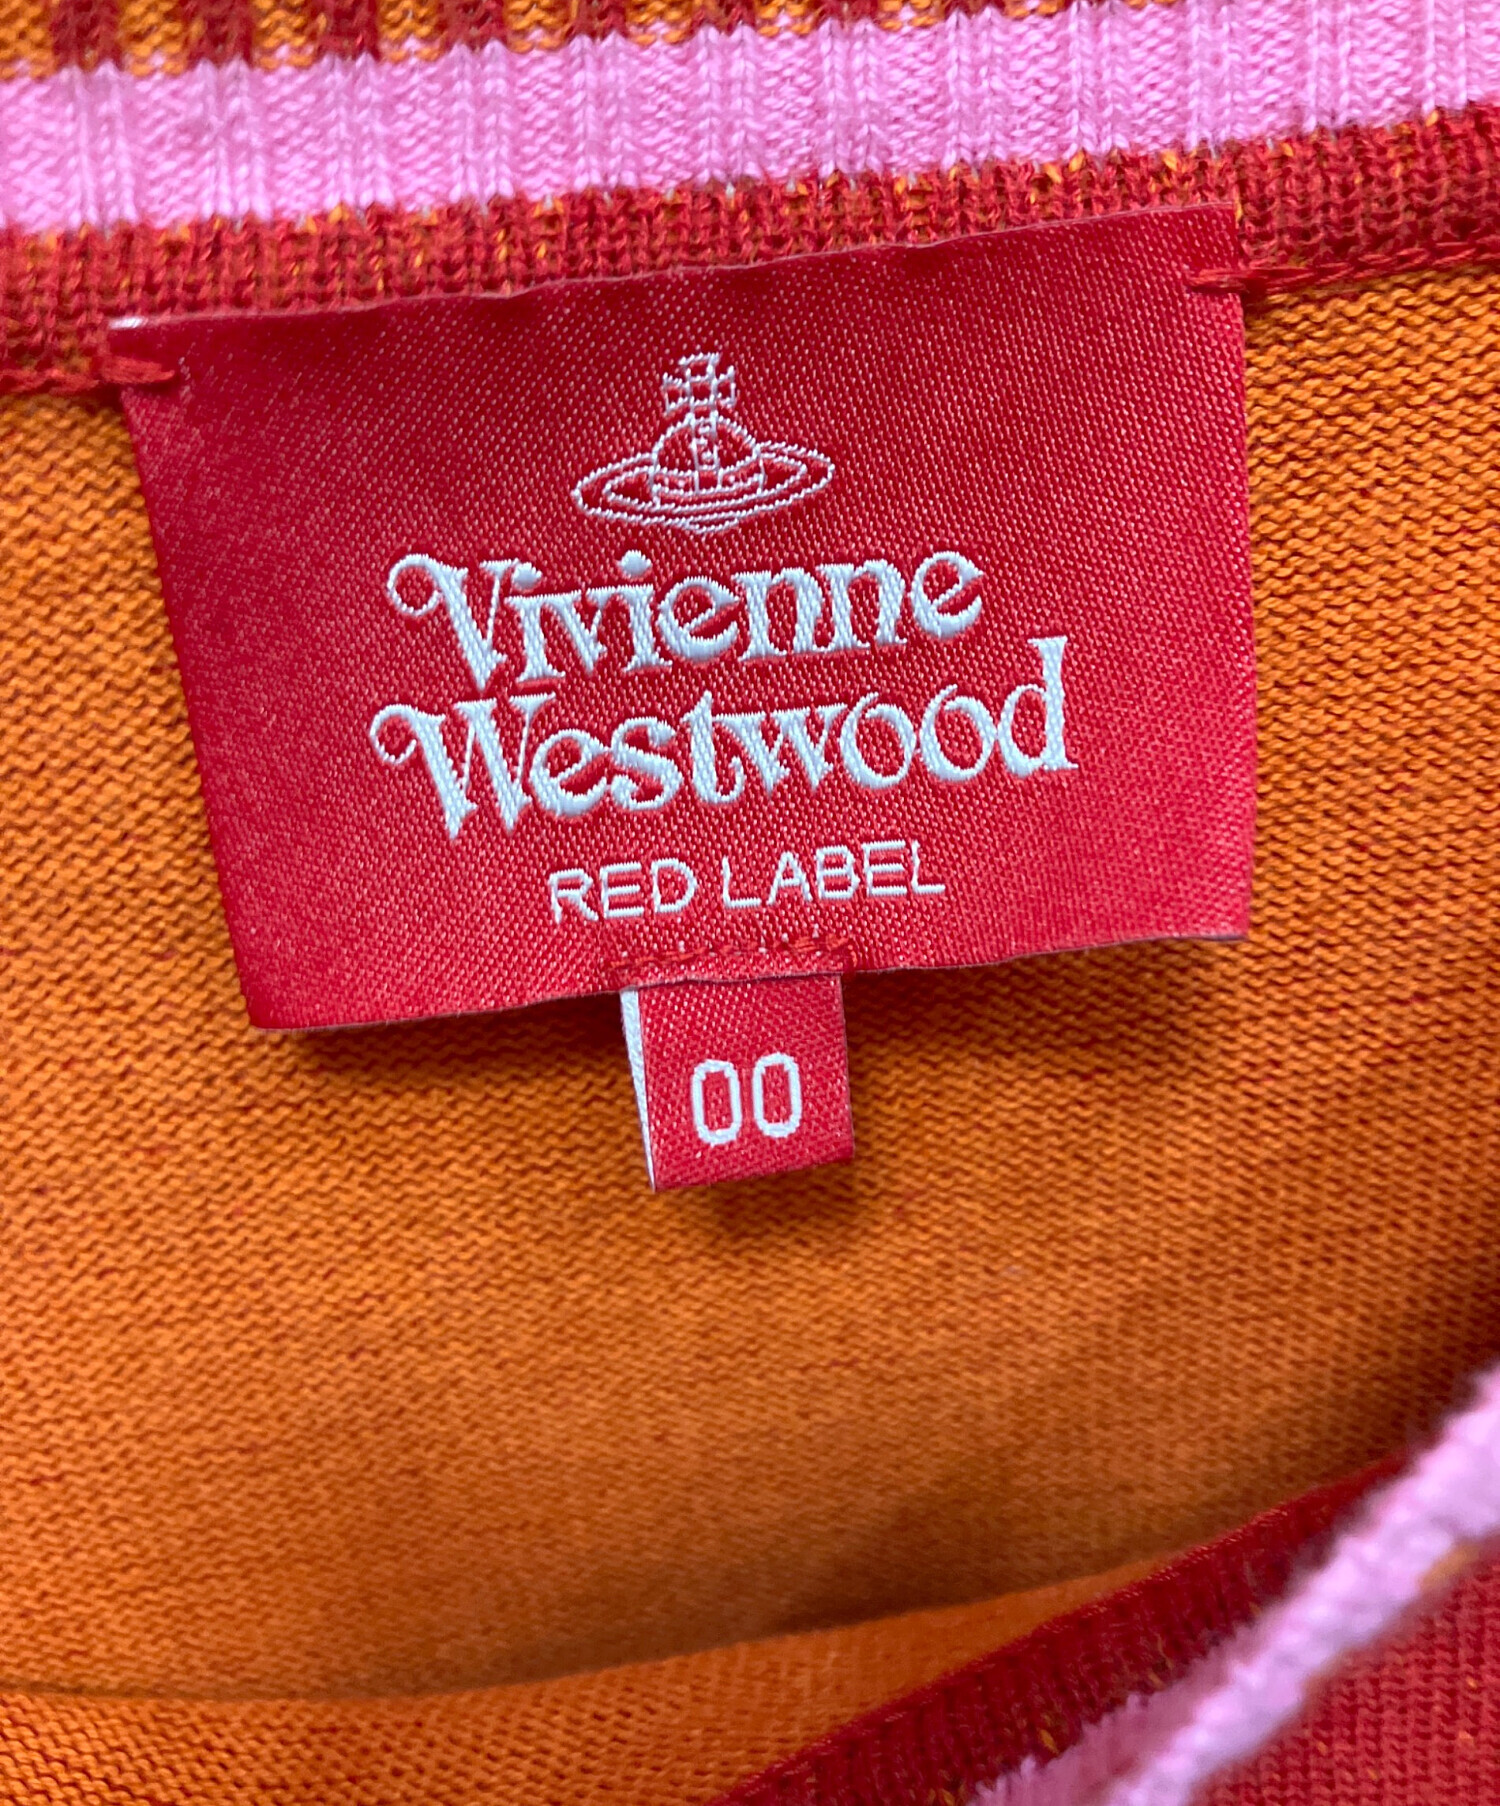 Vivienne
Westwood
RED LABEL
00